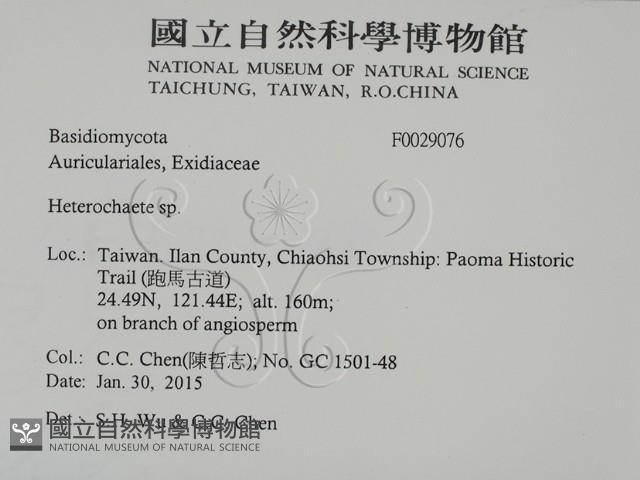 國立自然科學博物館
NATIONAL MUSEUM OF NATURAL SCIENCE
TAICHUNG, TAIWAN, R.O.CHINA
Basidiomycota F0029076
Auriculariales, Exidiaceae
Heterochaete sp.
Loc.: Taiwan. Ilan County, Chiaohsi Township: Paoma Historic
Trail (跑馬古道)
24.49N, 121.44E; alt. 160m;
on branch of angiosperm
Col.: C.C. Chen(陳哲志); No. GC 1501-48
Date: Jan. 30, 2015
Det.: S.H. Wu & C.C. Chen
國立自然科學博物館
NATIONAL MUSEUM OF NATURAL SCIENCE